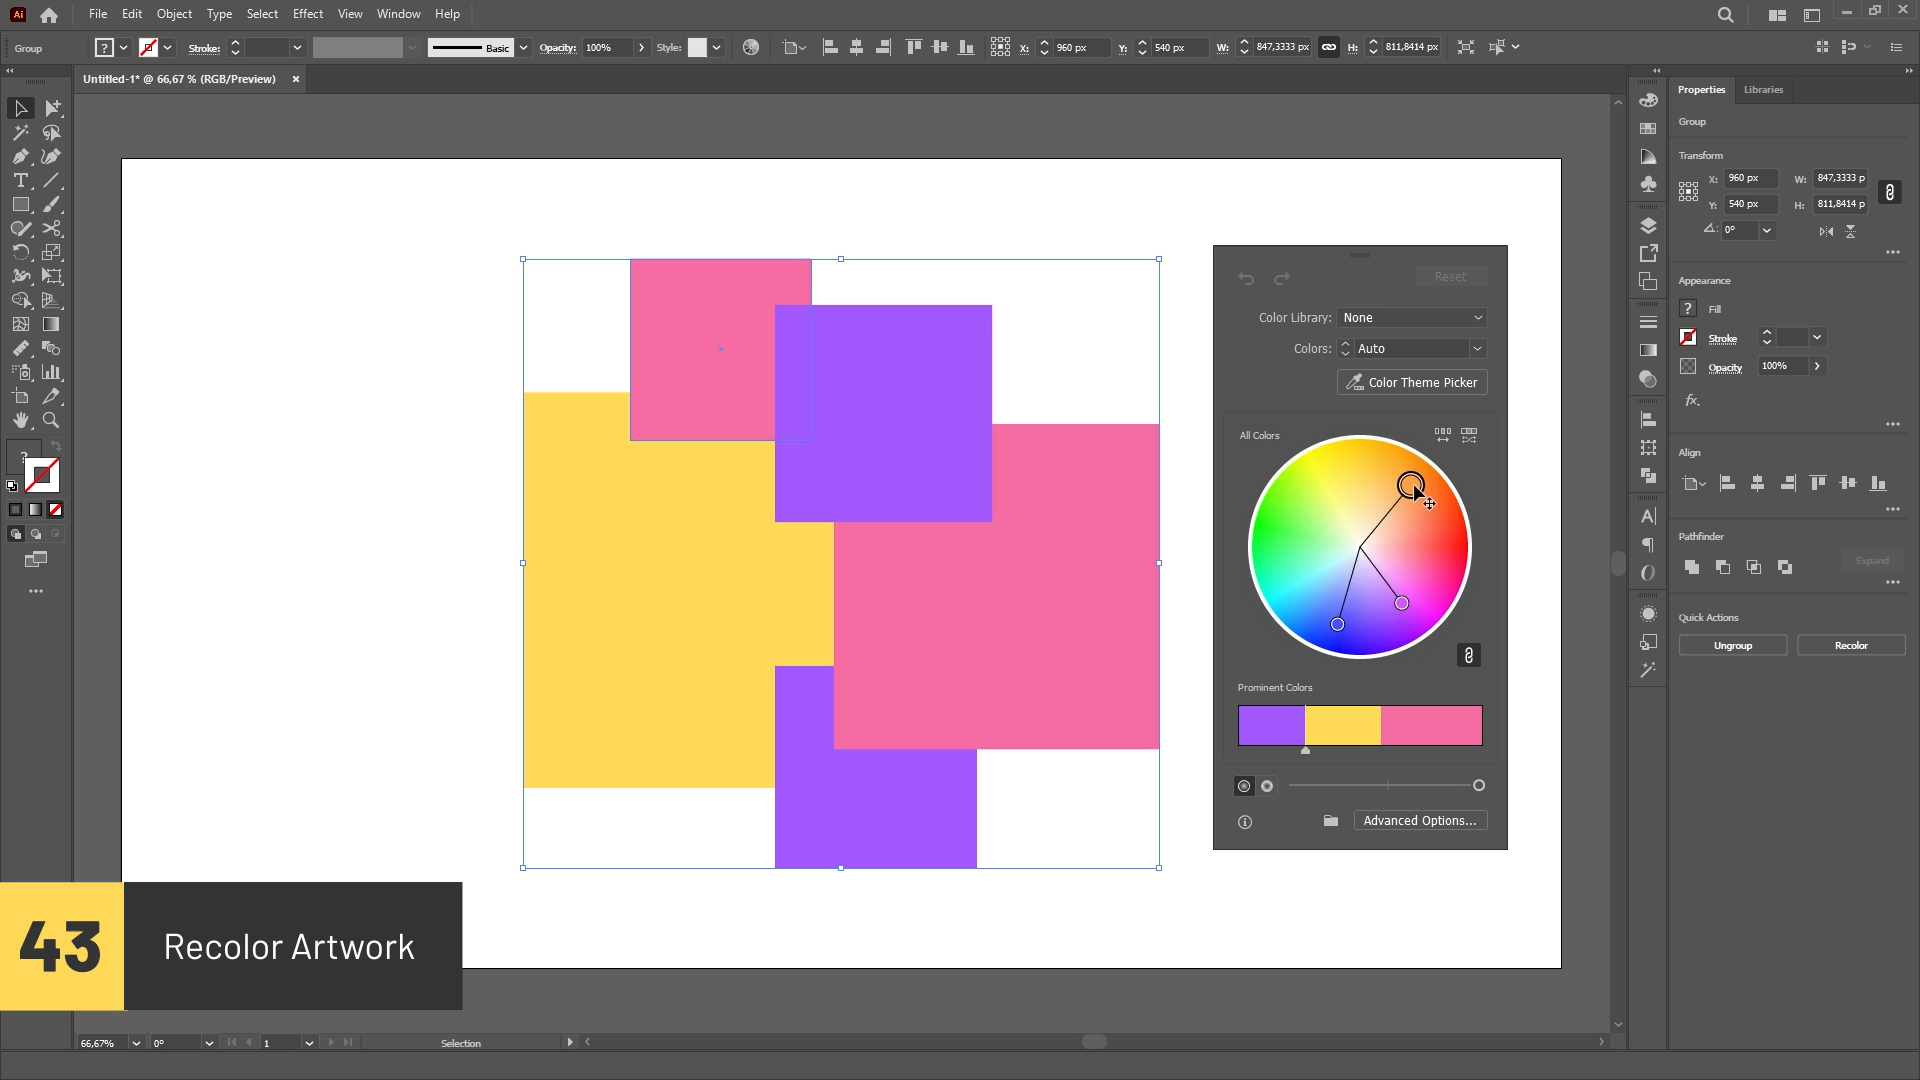 Ai File Edit Object Type Select Effect View Window Help
Group ? Stroke: Basic Opacity: 100% Style: X: 960 px Y: 540 px W: 847,3333 px H: 811,8414 px
Untitled-1* @ 66,67 % (RGB/Preview) ×
Properties Libraries
Group
Transform
X: 960 px W: 847,3333 p
Y: 540 px H: 811,8414 p
0°
Appearance
? Fill
Stroke
Opacity 100%
fx.
Align
Pathfinder
Expand
Quick Actions
Ungroup Recolor
Reset
Color Library: None
Colors: Auto
Color Theme Picker
All Colors
Prominent Colors
Advanced Options...
43 Recolor Artwork
66,67% 0° 1 Selection